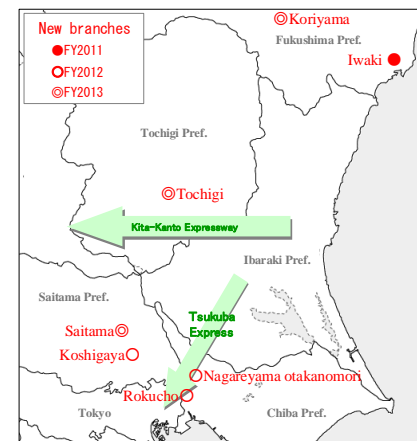 New branches
●FY2011
○FY2012
◎FY2013
◎Koriyama
Fukushima Pref.
Iwaki
Tochigi Pref.
◎Tochigi
Kita-Kanto Expressway
Ibaraki Pref.
Saitama Pref.
Tsukuba
Express
Saitama◎
Koshigaya○
○Nagareyama otakanomori
Rokucho○
Tokyo
Chiba Pref.